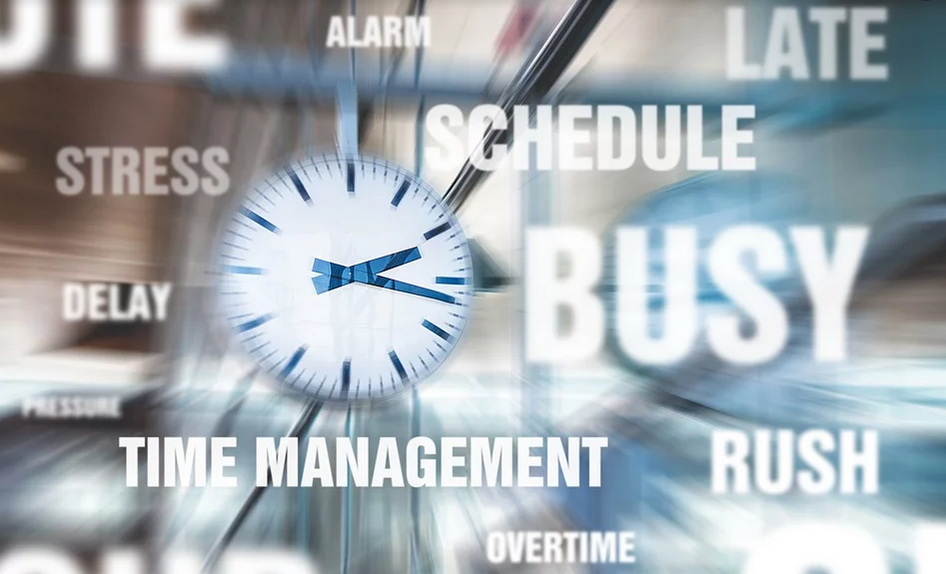 ALARM
LATE
SCHEDULE
STRESS
BUSY
DELAY
PRESSURE
TIME MANAGEMENT
RUSH
OVERTIME